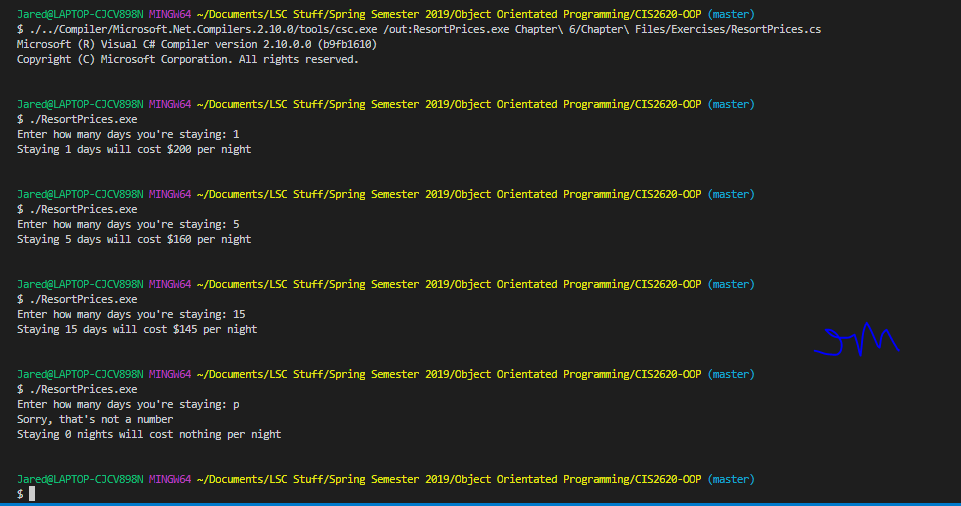 Jared@LAPTOP-CJCV898N MINGW64 ~/Documents/LSC Stuff/Spring Semester 2019/Object Orientated Programming/CIS2620-OOP (master)
$ ./../Compiler/Microsoft.Net.Compilers.2.10.0/tools/csc.exe /out:ResortPrices.exe Chapter\ 6/Chapter\ Files/Exercises/ResortPrices.cs
Microsoft (R) Visual C# Compiler version 2.10.0.0 (b9fb1610)
Copyright (C) Microsoft Corporation. All rights reserved.
Jared@LAPTOP-CJCV898N MINGW64 ~/Documents/LSC Stuff/Spring Semester 2019/Object Orientated Programming/CIS2620-OOP (master)
$ ./ResortPrices.exe
Enter how many days you're staying: 1
Staying 1 days will cost $200 per night
Jared@LAPTOP-CJCV898N MINGW64 ~/Documents/LSC Stuff/Spring Semester 2019/Object Orientated Programming/CIS2620-OOP (master)
$ ./ResortPrices.exe
Enter how many days you're staying: 5
Staying 5 days will cost $160 per night
Jared@LAPTOP-CJCV898N MINGW64 ~/Documents/LSC Stuff/Spring Semester 2019/Object Orientated Programming/CIS2620-OOP (master)
$ ./ResortPrices.exe
Enter how many days you're staying: 15
Staying 15 days will cost $145 per night
Jared@LAPTOP-CJCV898N MINGW64 ~/Documents/LSC Stuff/Spring Semester 2019/Object Orientated Programming/CIS2620-OOP (master)
$ ./ResortPrices.exe
Enter how many days you're staying: p
Sorry, that's not a number
Staying 0 nights will cost nothing per night
Jared@LAPTOP-CJCV898N MINGW64 ~/Documents/LSC Stuff/Spring Semester 2019/Object Orientated Programming/CIS2620-OOP (master)
$